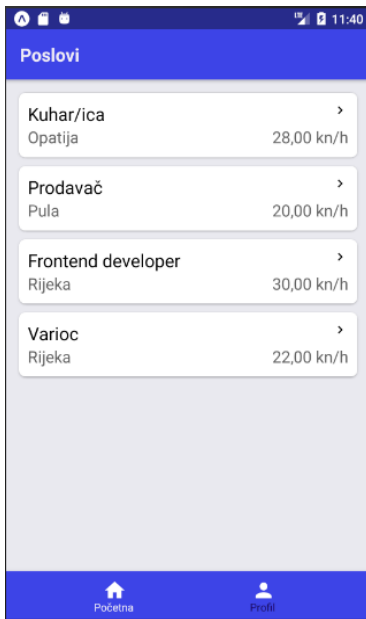 LTE 11:40
Poslovi
Kuhar/ica
Opatija 28,00 kn/h
Prodavač
Pula 20,00 kn/h
Frontend developer
Rijeka 30,00 kn/h
Varioc
Rijeka 22,00 kn/h
Početna Profil